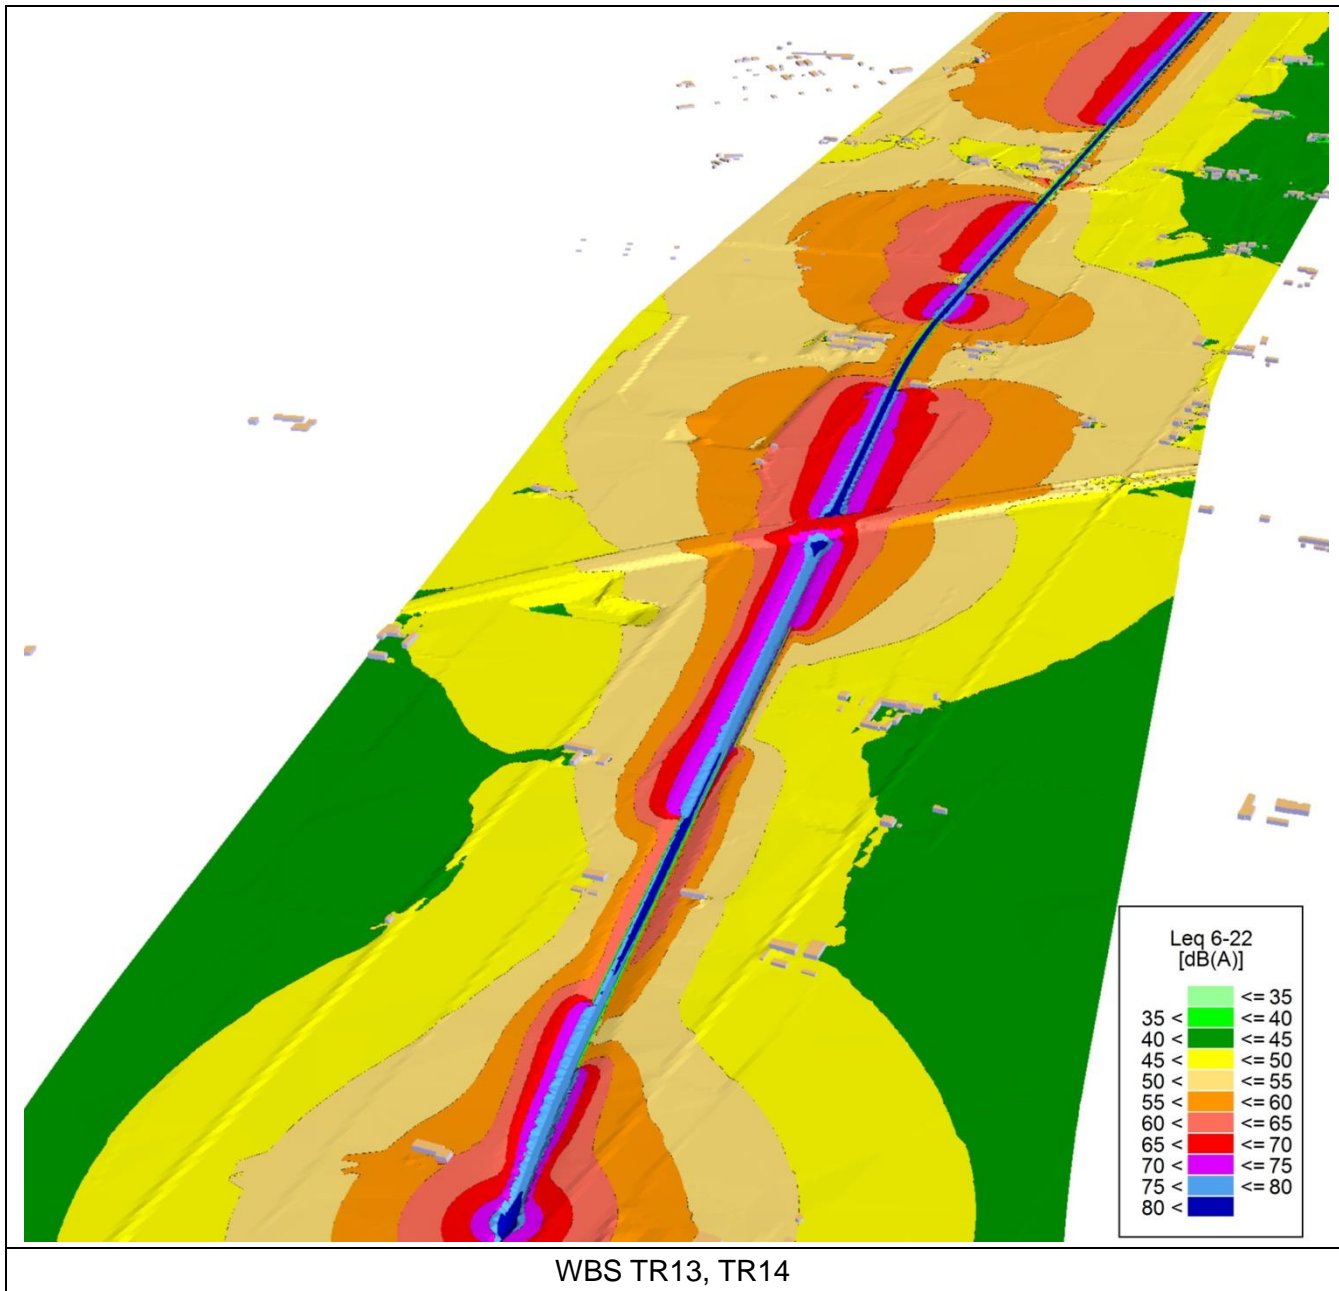 Leq 6-22
[dB(A)]
<= 35
35 < <= 40
40 < <= 45
45 < <= 50
50 < <= 55
55 < <= 60
60 < <= 65
65 < <= 70
70 < <= 75
75 < <= 80
80 <
WBS TR13, TR14